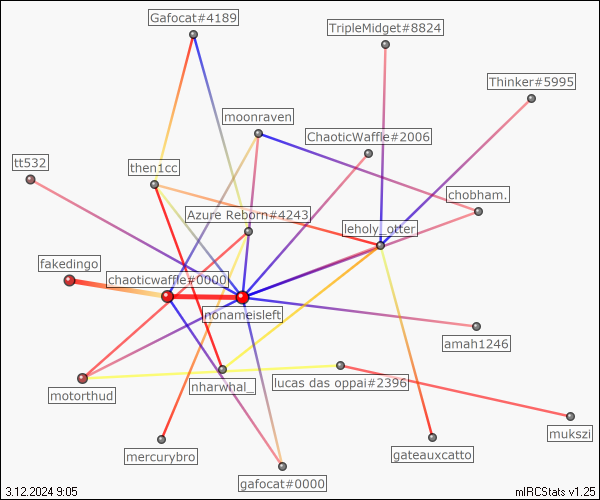 Gafocat#4189
TripleMidget#8824
Thinker#5995
moonraven
ChaoticWaffle#2006
tt532
then1cc
chobham.
Azure Reborn#4243
leholy_otter
fakedingo
chaoticwaffle#0000
nonameisleft
amah1246
motorthud
nharwhal_
lucas das oppai#2396
mukszi
mercurybro
gateauxcatto
gafocat#0000
3.12.2024 9:05
mIRCStats v1.25